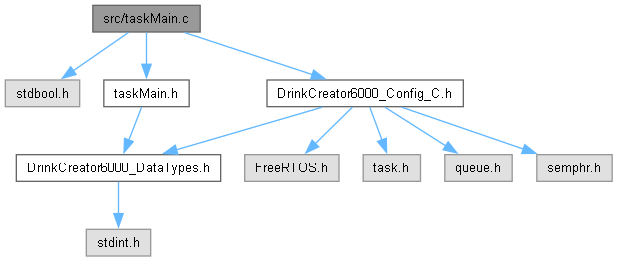 src/taskMain.c
stdbool.h
taskMain.h
DrinkCreator6000_Config_C.h
DrinkCreator6000_DataTypes.h
FreeRTOS.h
task.h
queue.h
semphr.h
stdint.h